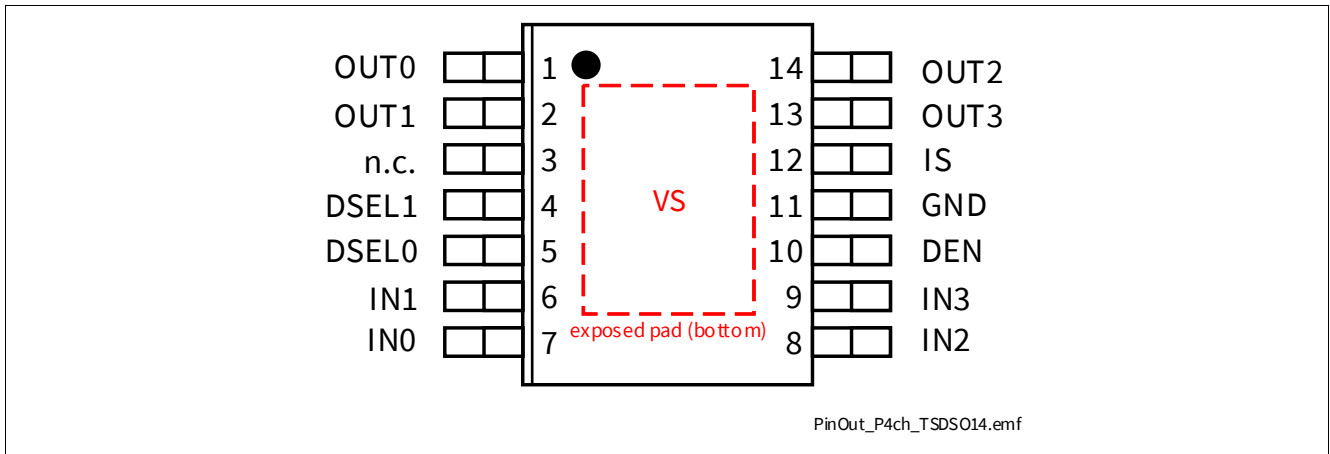 OUT0 1 14 OUT2
OUT1 2 13 OUT3
n.c. 3 12 IS
DSEL1 4 VS 11 GND
DSEL0 5 10 DEN
IN1 6 9 IN3
exposed pad (bottom)
IN0 7 8 IN2
PinOut_P4ch_TSDSO14.emf